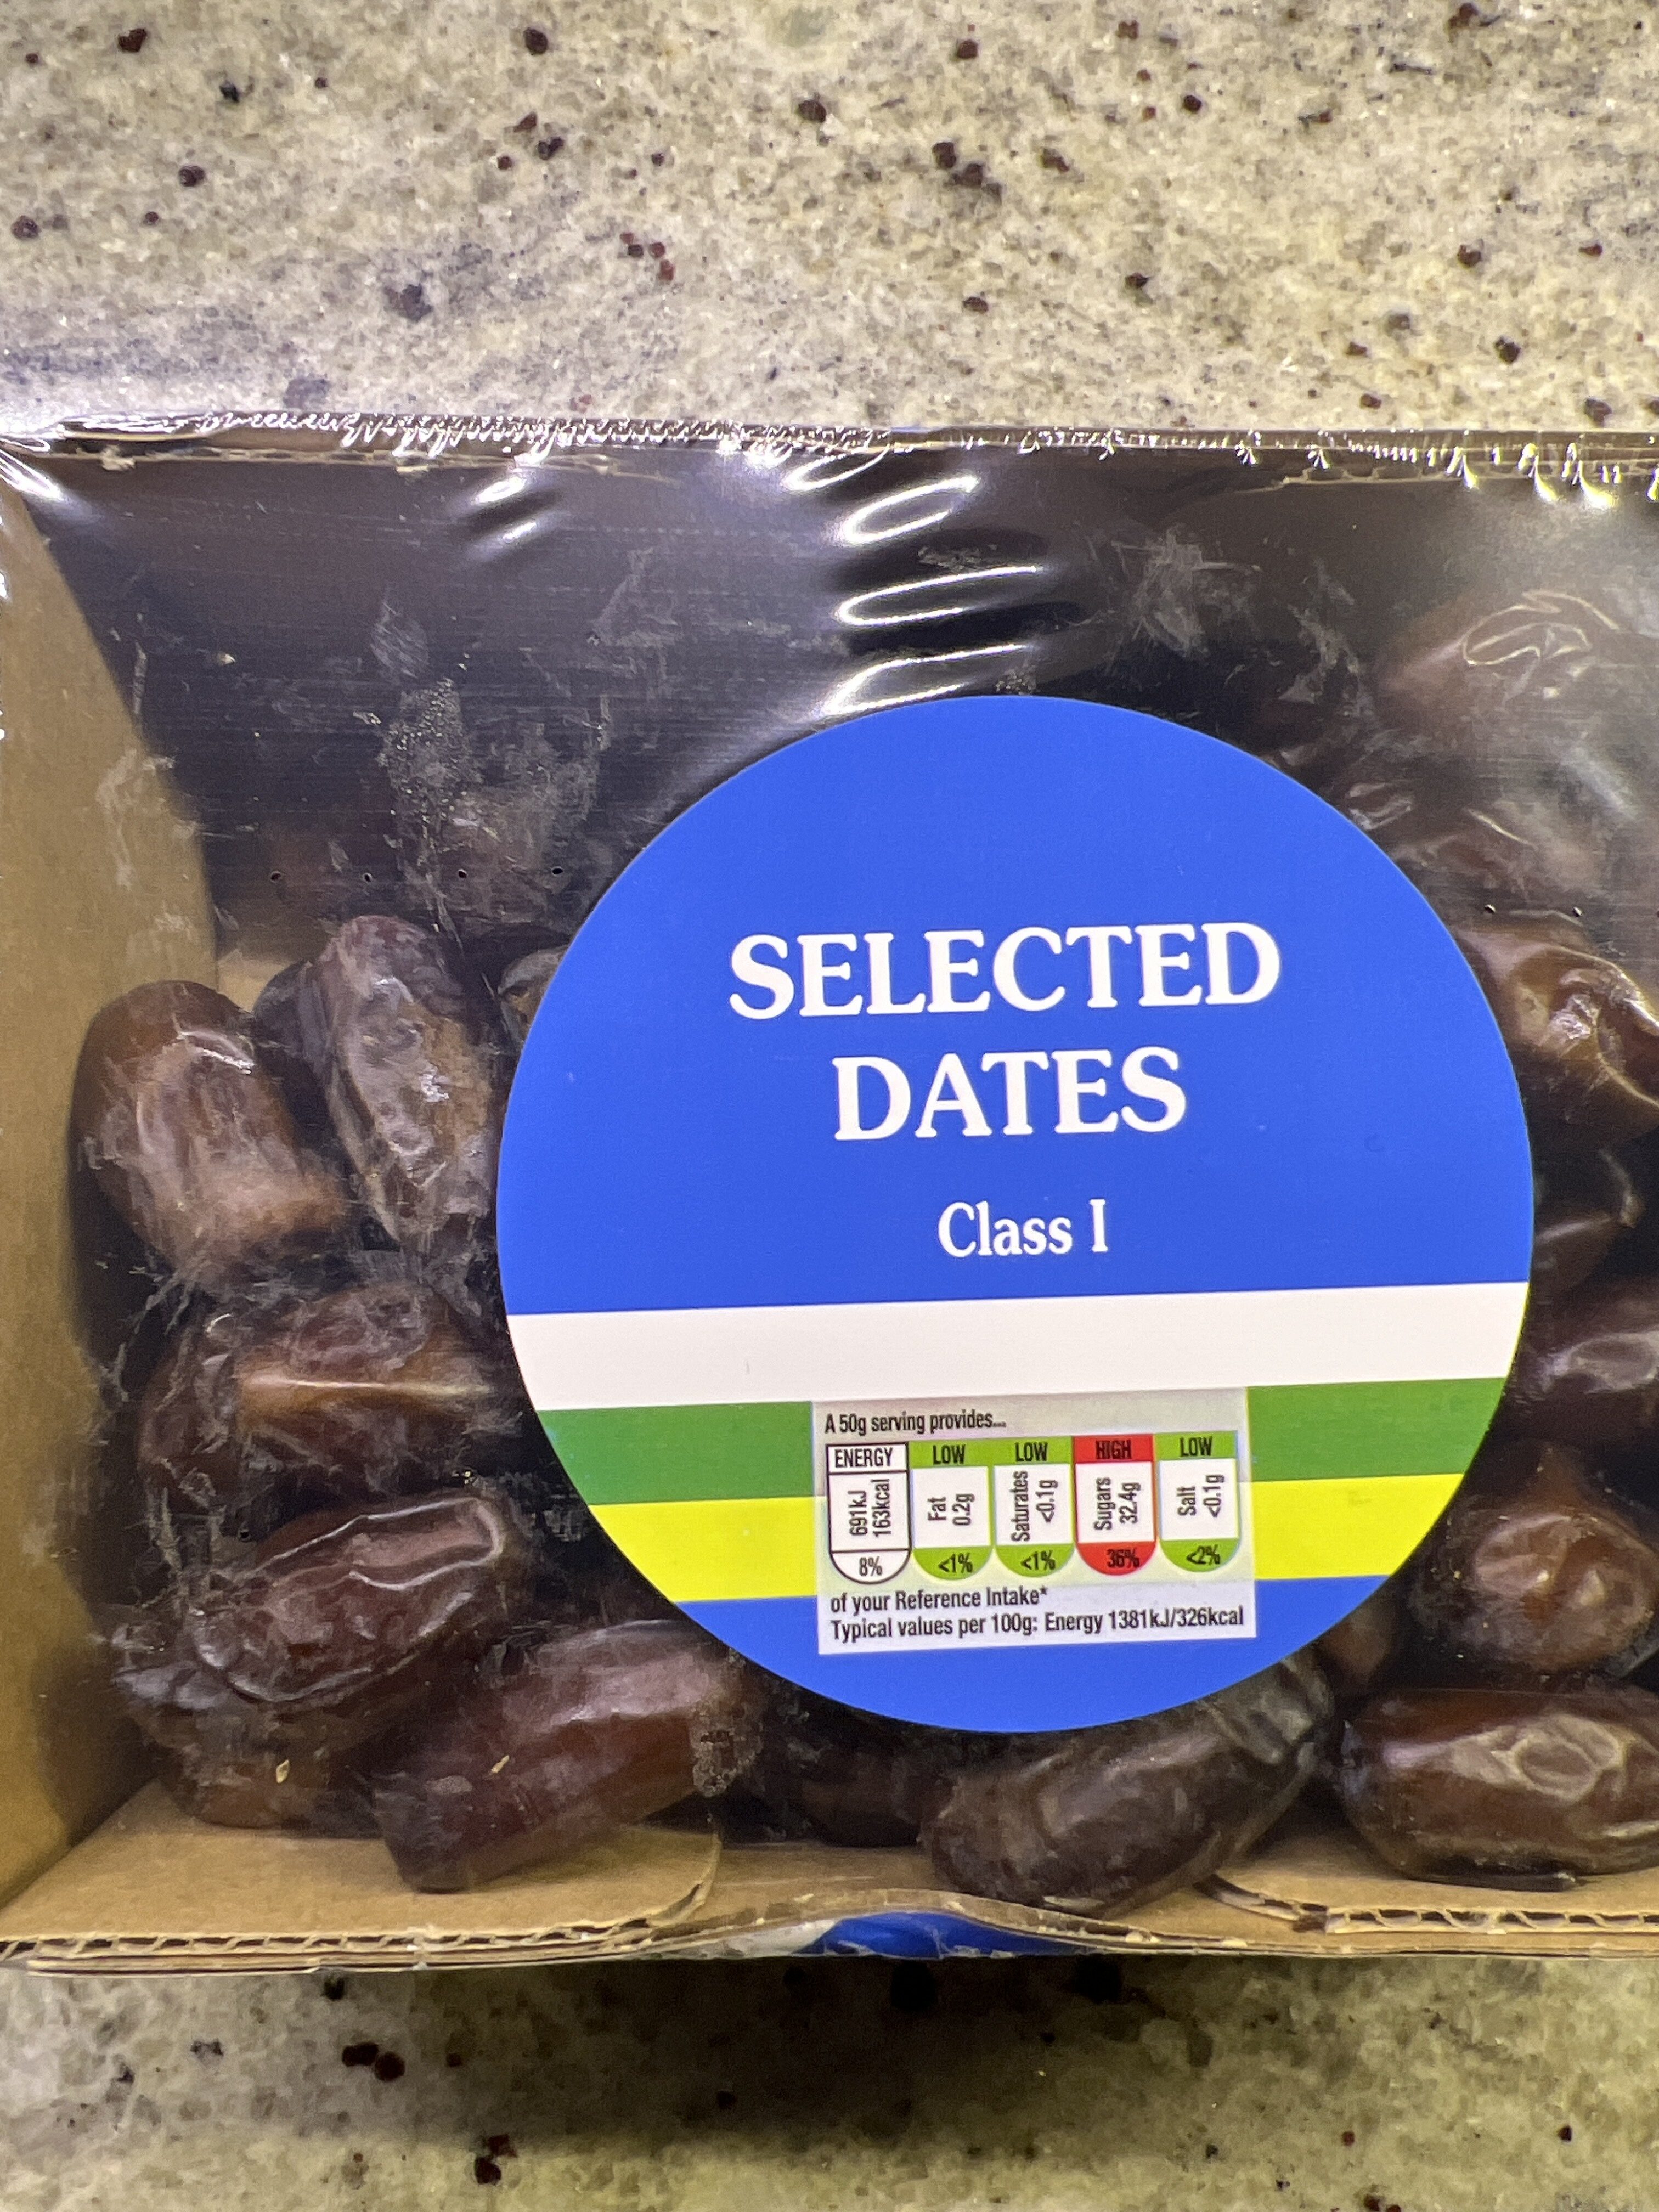 SELECTED
DATES
Class I
A 50g serving provides...
ENERGY LOW LOW HIGH LOW
691kJ 163kcal Fat 0.2g Saturates <0.1g Sugars 32.4g Salt <0.1g
8% <1% <1% 36% <2%
of your Reference Intake*
Typical values per 100g: Energy 1381kJ/326kcal